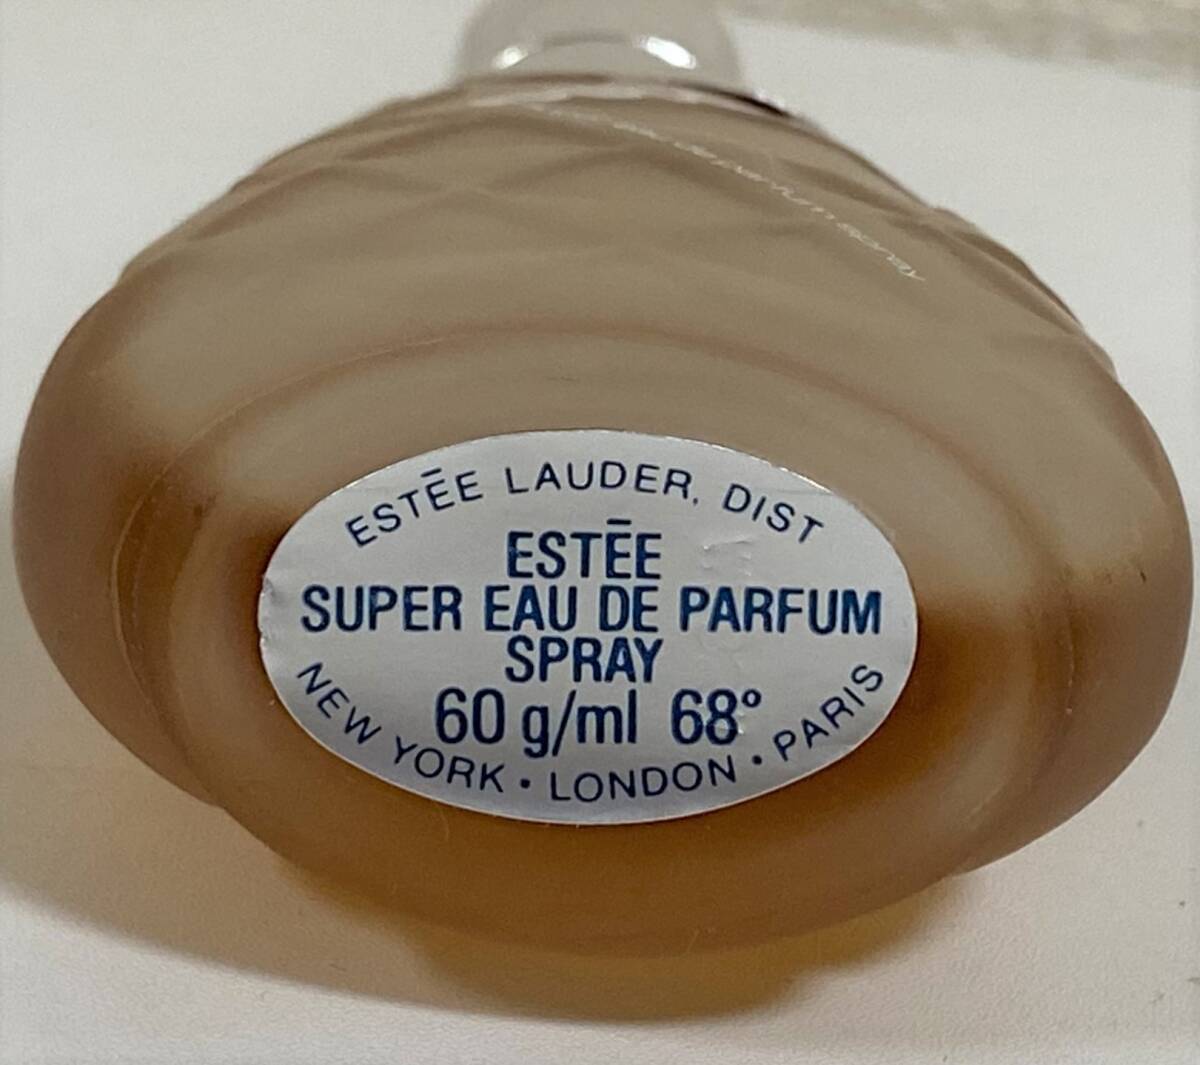 ESTĒE LAUDER, DIST
ESTĒE
SUPER EAU DE PARFUM
SPRAY
60 g/ml 68°
NEW YORK · LONDON · PARIS